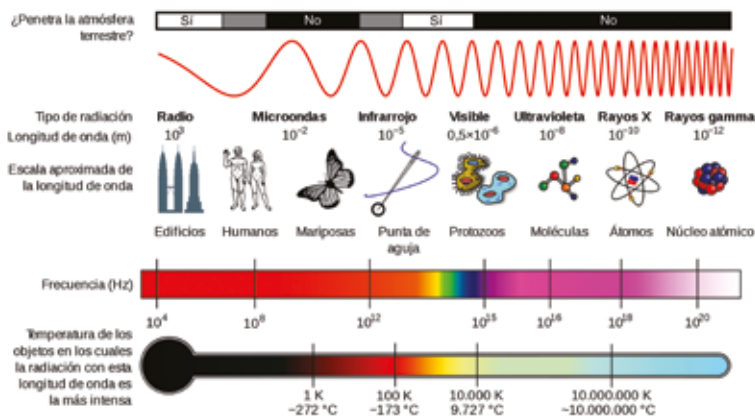 ¿Penetra la atmósfera
terrestre?
Sí
No
Sí
No
Tipo de radiación
Radio
Microondas
Infrarrojo
Visible
Ultravioleta
Rayos X
Rayos gamma
Longitud de onda (m)
10³
10⁻²
10⁻⁵
0,5×10⁻⁶
10⁻⁸
10⁻¹⁰
10⁻¹²
Escala aproximada de
la longitud de onda
Edificios
Humanos
Mariposas
Punta de
aguja
Protozoos
Moléculas
Átomos
Núcleo atómico
Frecuencia (Hz)
10⁴
10⁸
10¹²
10¹⁵
10¹⁶
10¹⁸
10²⁰
Temperatura de los
objetos en los cuales
la radiación con esta
longitud de onda es
la más intensa
1 K
−272 °C
100 K
−173 °C
10.000 K
9.727 °C
10.000.000 K
~10.000.000 °C